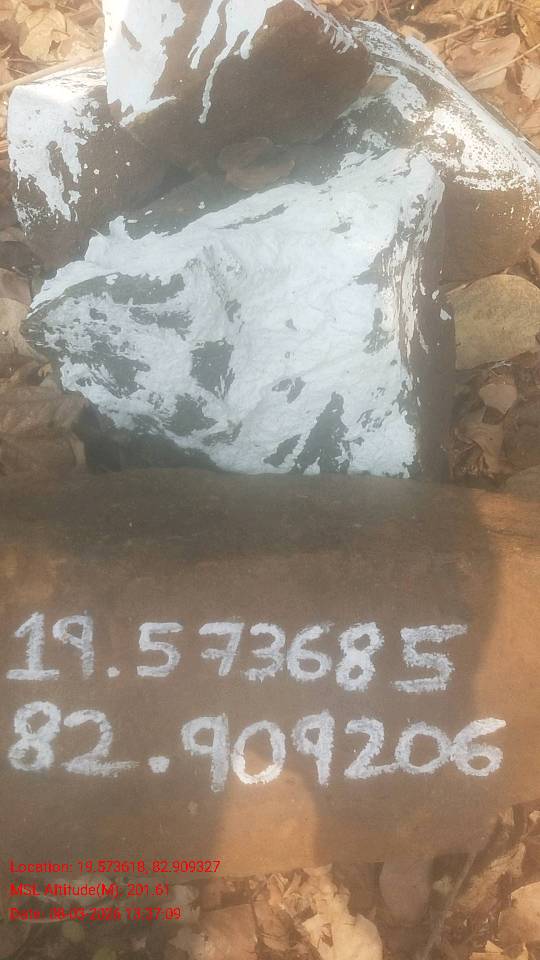 19.573685
82.909206
Location: 19.573618, 82.909327
MSL Altitude(M): 201.61
Date: 08-03-2026 13:37:09